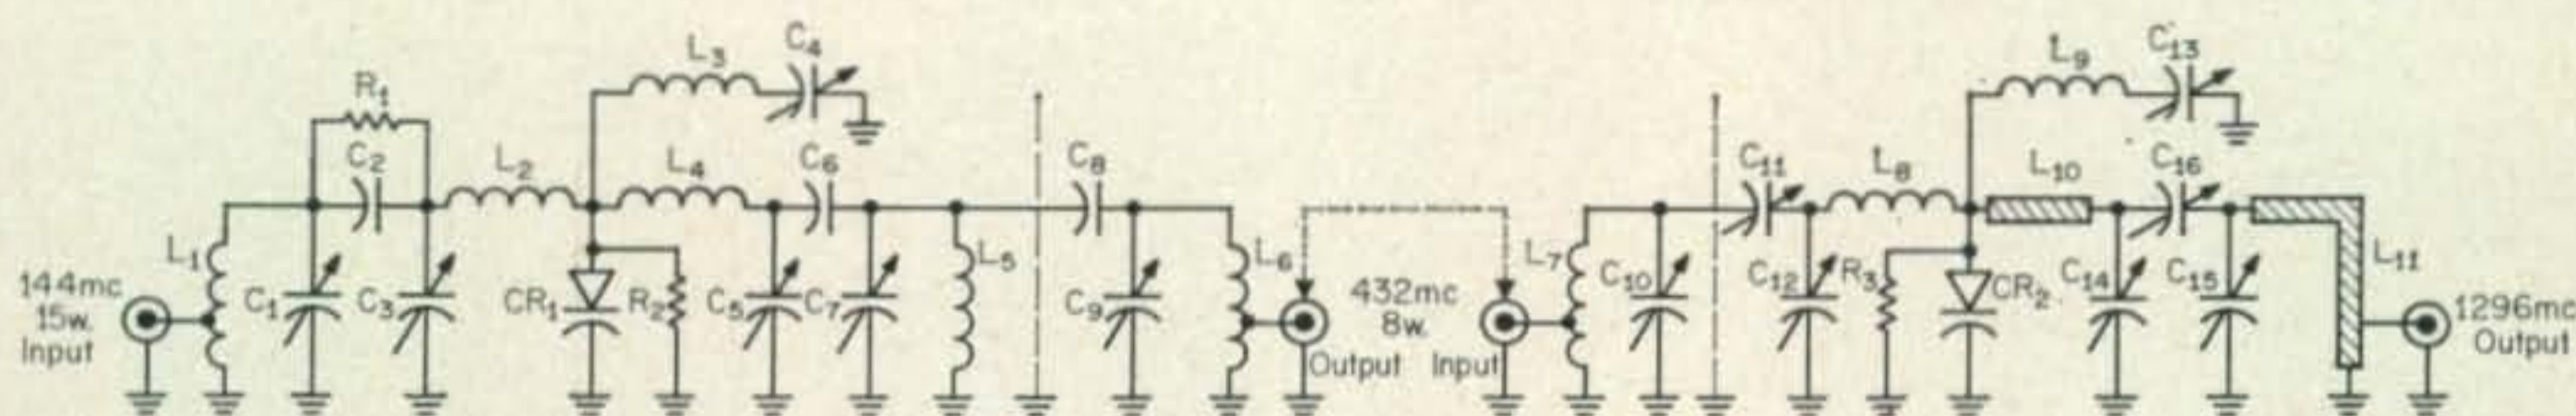 144mc
15w.
Input
L1
R1
C2
C1
C3
L2
L3
C4
L4
C6
CR1
R2
C5
C7
L5
C8
C9
L6
432mc
8w.
Output Input
L7
C10
C11
C12
L8
R3
CR2
L9
C13
L10
C16
C14
C15
L11
1296mc
Output